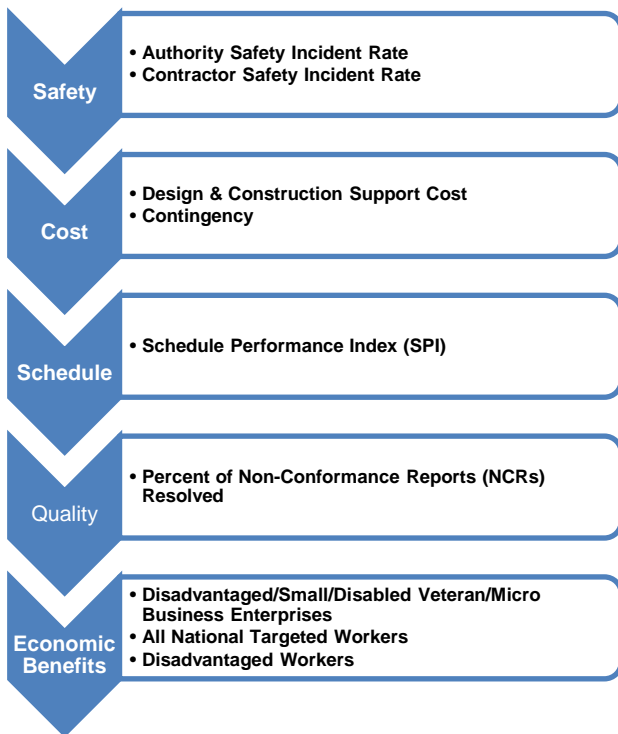 Safety
• Authority Safety Incident Rate
• Contractor Safety Incident Rate
Cost
• Design & Construction Support Cost
• Contingency
Schedule
• Schedule Performance Index (SPI)
Quality
• Percent of Non-Conformance Reports (NCRs)
Resolved
Economic
Benefits
• Disadvantaged/Small/Disabled Veteran/Micro
Business Enterprises
• All National Targeted Workers
• Disadvantaged Workers